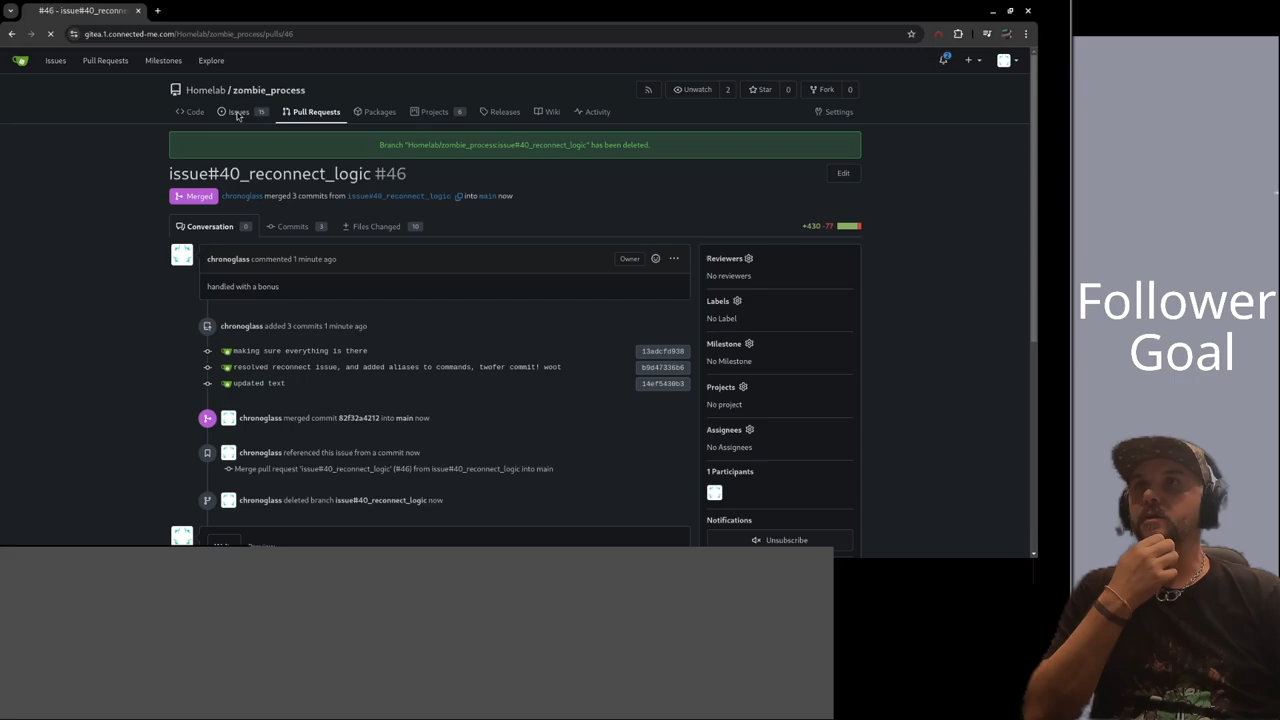 #46 - issue#40_reconne
gitea.1.connected-me.com/Homelab/zombie_process/pulls/46
Issues Pull Requests Milestones Explore 2
Homelab / zombie_process Unwatch 2 Star 0 Fork 0
Code Issues 15 Pull Requests Packages Projects 6 Releases Wiki Activity Settings
Branch "Homelab/zombie_process:issue#40_reconnect_logic" has been deleted.
issue#40_reconnect_logic #46 Edit
Merged chronoglass merged 3 commits from issue#40_reconnect_logic into main now
Conversation 0 Commits 3 Files Changed 10 +430 -77
chronoglass commented 1 minute ago Owner
handled with a bonus
chronoglass added 3 commits 1 minute ago
making sure everything is there 13adcfd938
resolved reconnect issue, and added aliases to commands, twofer commit! woot b9d47336b6
updated text 14ef5430b3
chronoglass merged commit 82f32a4212 into main now
chronoglass referenced this issue from a commit now
Merge pull request 'issue#40_reconnect_logic' (#46) from issue#40_reconnect_logic into main
chronoglass deleted branch issue#40_reconnect_logic now
Reviewers
No reviewers
Labels
No Label
Milestone
No Milestone
Projects
No project
Assignees
No Assignees
1 Participants
Notifications
Unsubscribe
Follower
Goal